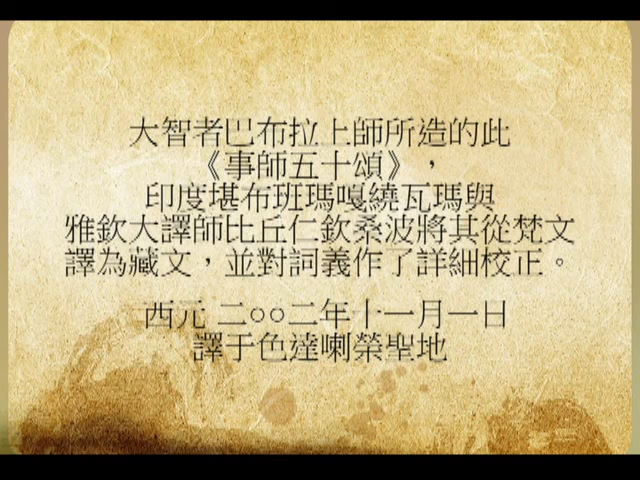 大智者巴布拉上師所造的此
《事師五十頌》，
印度堪布班瑪嘎繞瓦瑪與
雅欽大譯師比丘仁欽桑波將其從梵文
譯為藏文，並對詞義作了詳細校正。
西元 二○○二年十一月一日
譯于色達喇榮聖地